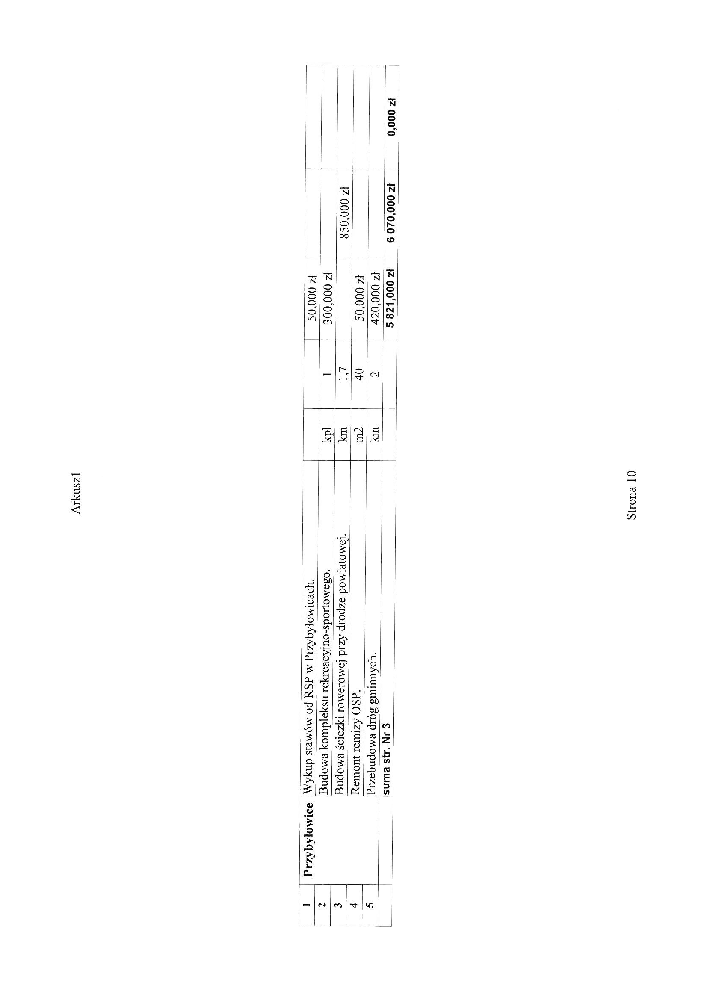 Arkusz1
1 Przybyłowice Wykup stawów od RSP w Przybyłowicach. 50,000 zł
2 Budowa kompleksu rekreacyjno-sportowego. kpl 1 300,000 zł
3 Budowa ścieżki rowerowej przy drodze powiatowej. km 1,7 850,000 zł
4 Remont remizy OSP. m2 40 50,000 zł
5 Przebudowa dróg gminnych. km 2 420,000 zł
suma str. Nr 3 5 821,000 zł 6 070,000 zł 0,000 zł
Strona 10